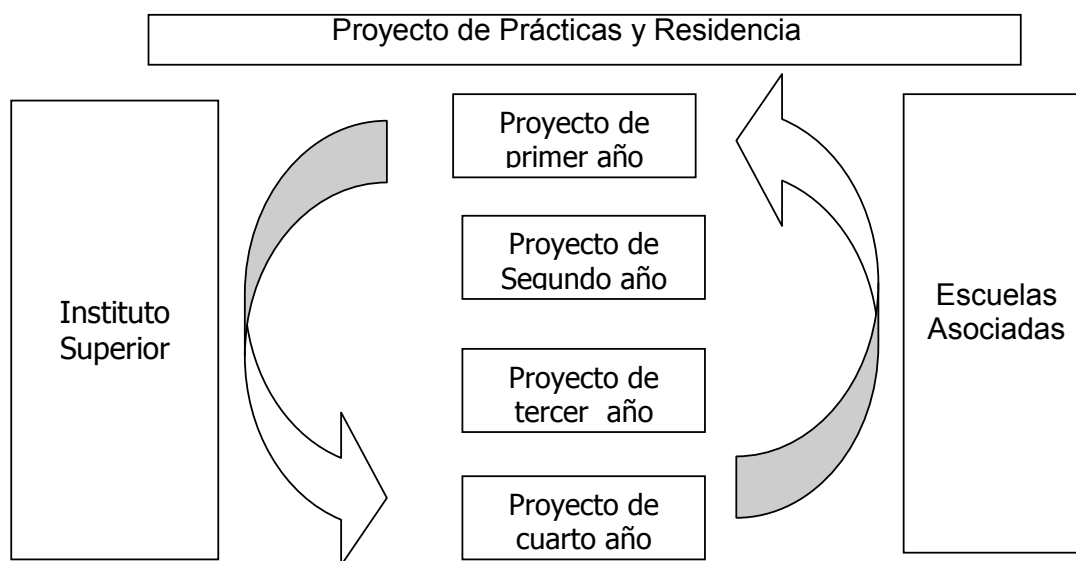 Proyecto de Prácticas y Residencia
Proyecto de
primer año
Proyecto de
Segundo año
Instituto
Superior
Escuelas
Asociadas
Proyecto de
tercer año
Proyecto de
cuarto año